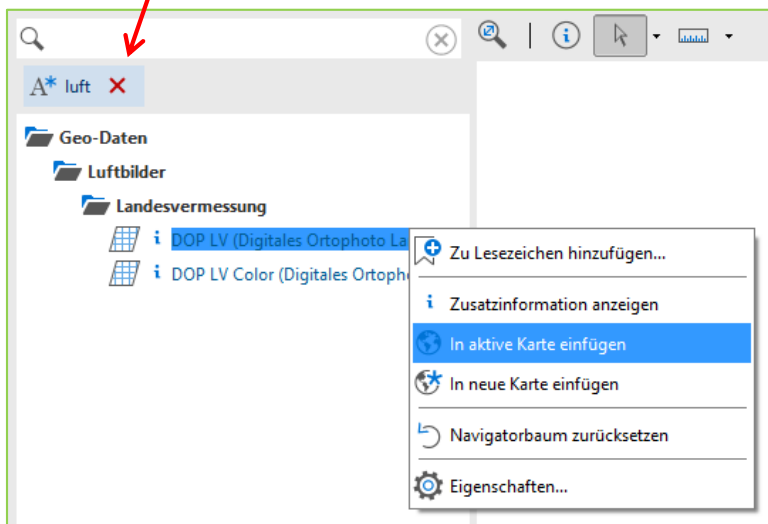 A* luft
Geo-Daten
Luftbilder
Landesvermessung
DOP LV (Digitales Ortophoto La
DOP LV Color (Digitales Ortoph
Zu Lesezeichen hinzufügen...
Zusatzinformation anzeigen
In aktive Karte einfügen
In neue Karte einfügen
Navigatorbaum zurücksetzen
Eigenschaften...